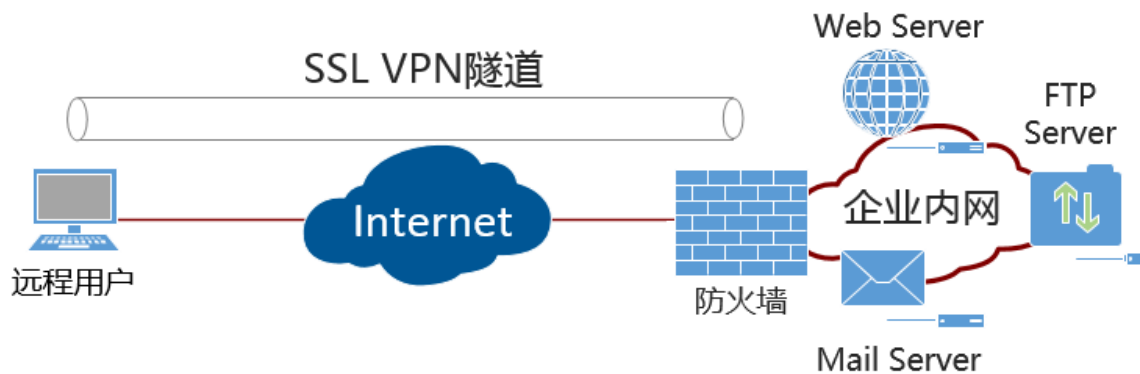 Web Server
SSL VPN隧道
FTP
Server
Internet
企业内网
远程用户
防火墙
Mail Server